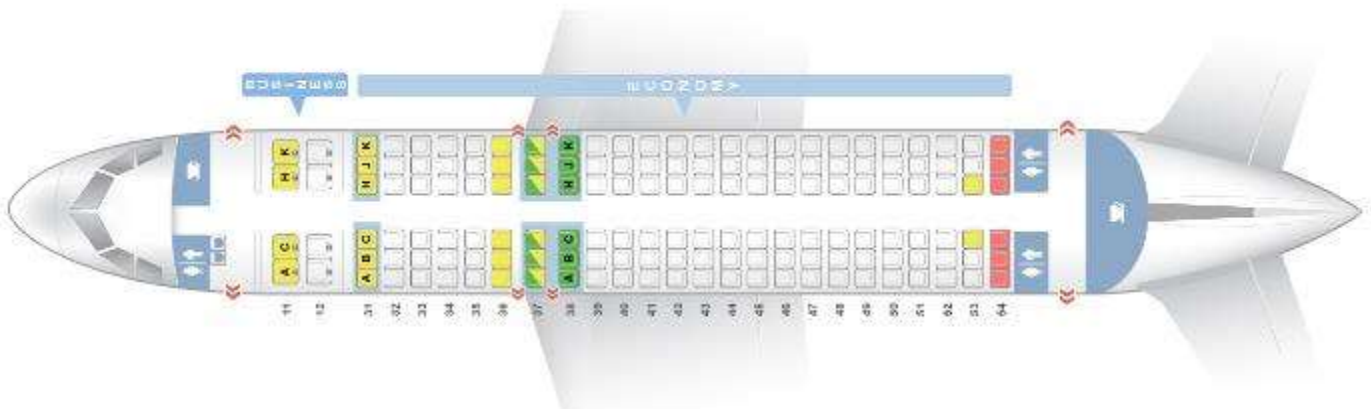 BUSINESS
ECONOMY
K K K
J J
H H H
C C C
B B
A A A
11 12 31 32 33 34 35 36 37 38 39 40 41 42 43 44 45 46 47 48 49 50 51 52 53 54